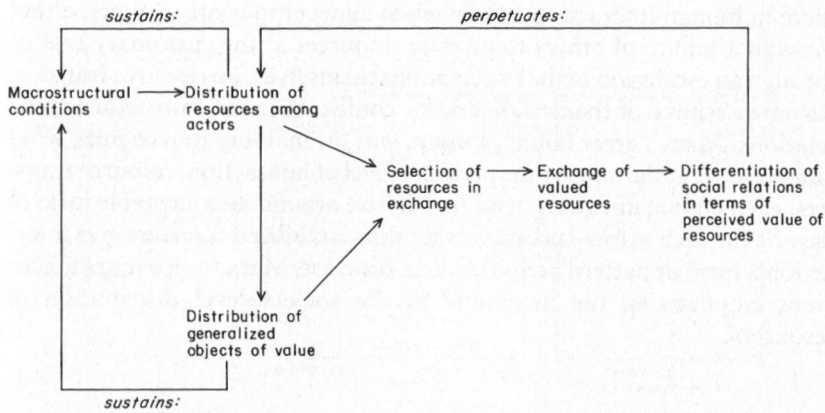 sustains:
perpetuates:
Macrostructural
conditions
Distribution of
resources among
actors
Selection of
resources in
exchange
Exchange of
valued
resources
Differentiation of
social relations
in terms of
perceived value of
resources
Distribution of
generalized
objects of value
sustains: